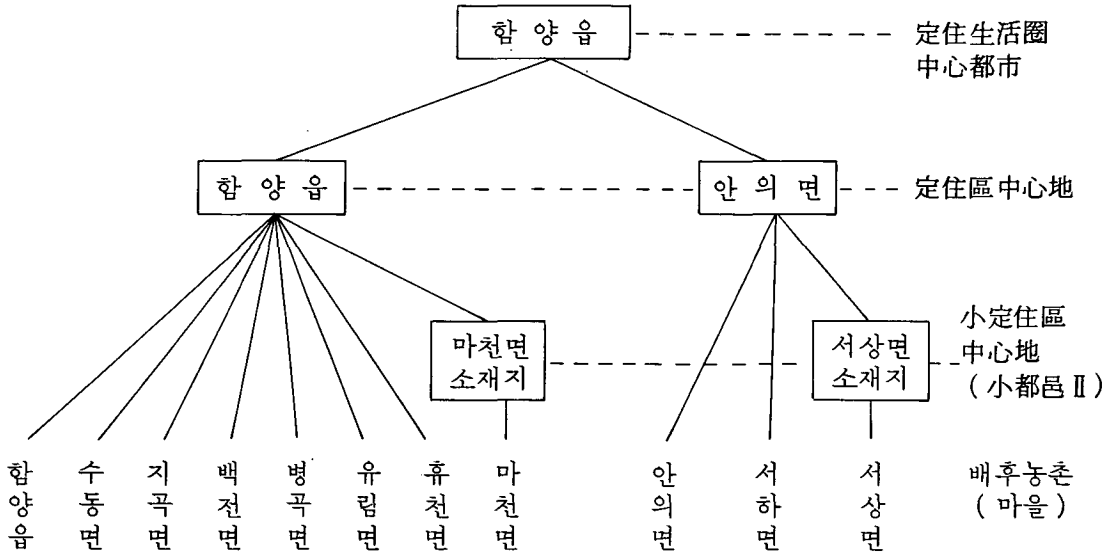 함양읍
定住生活圈
中心都市
함양읍
안의면
定住區中心地
마천면
소재지
서상면
소재지
小定住區
中心地
(小都邑Ⅱ)
함양읍
수동면
지곡면
백전면
병곡면
유림면
휴천면
마천면
안의면
서하면
서상면
배후농촌
(마을)